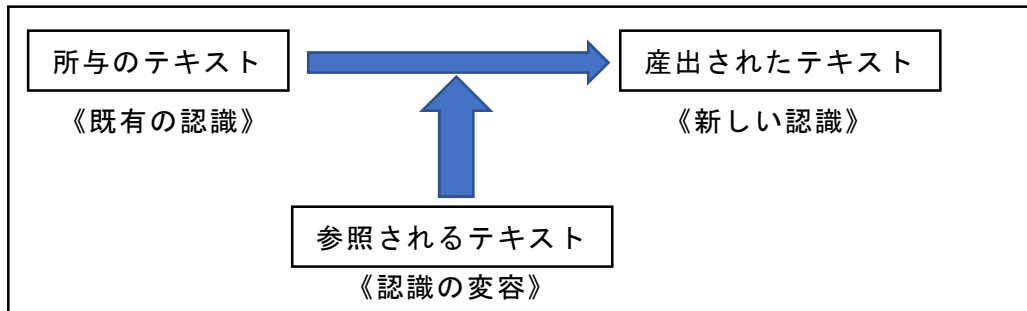 所与のテキスト
産出されたテキスト
《既有の認識》
《新しい認識》
参照されるテキスト
《認識の変容》